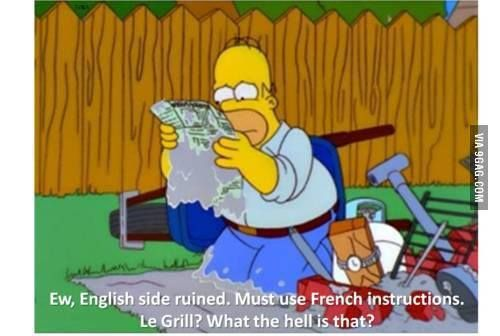 Ew, English side ruined. Must use French instructions.
Le Grill? What the hell is that?
VIA 9GAG.COM